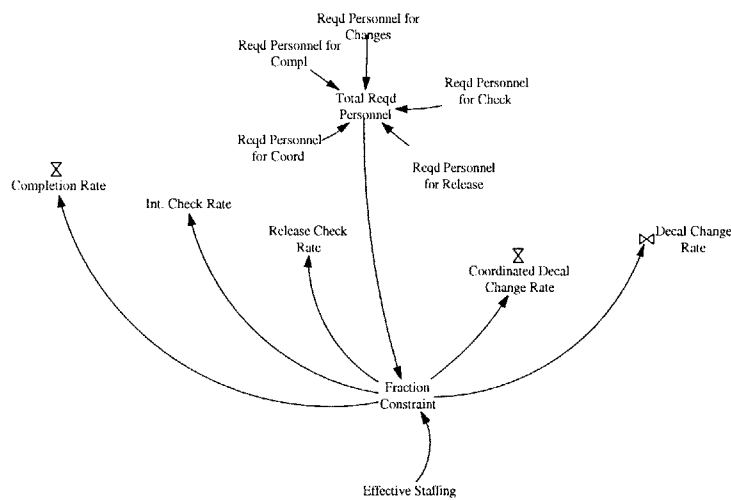 Reqd Personnel for
Changes
Reqd Personnel for
Compl
Reqd Personnel
for Check
Total Reqd
Personnel
Reqd Personnel
for Coord
Reqd Personnel
for Release
Completion Rate
Int. Check Rate
Release Check
Rate
Decal Change
Rate
Coordinated Decal
Change Rate
Fraction
Constraint
Effective Staffing